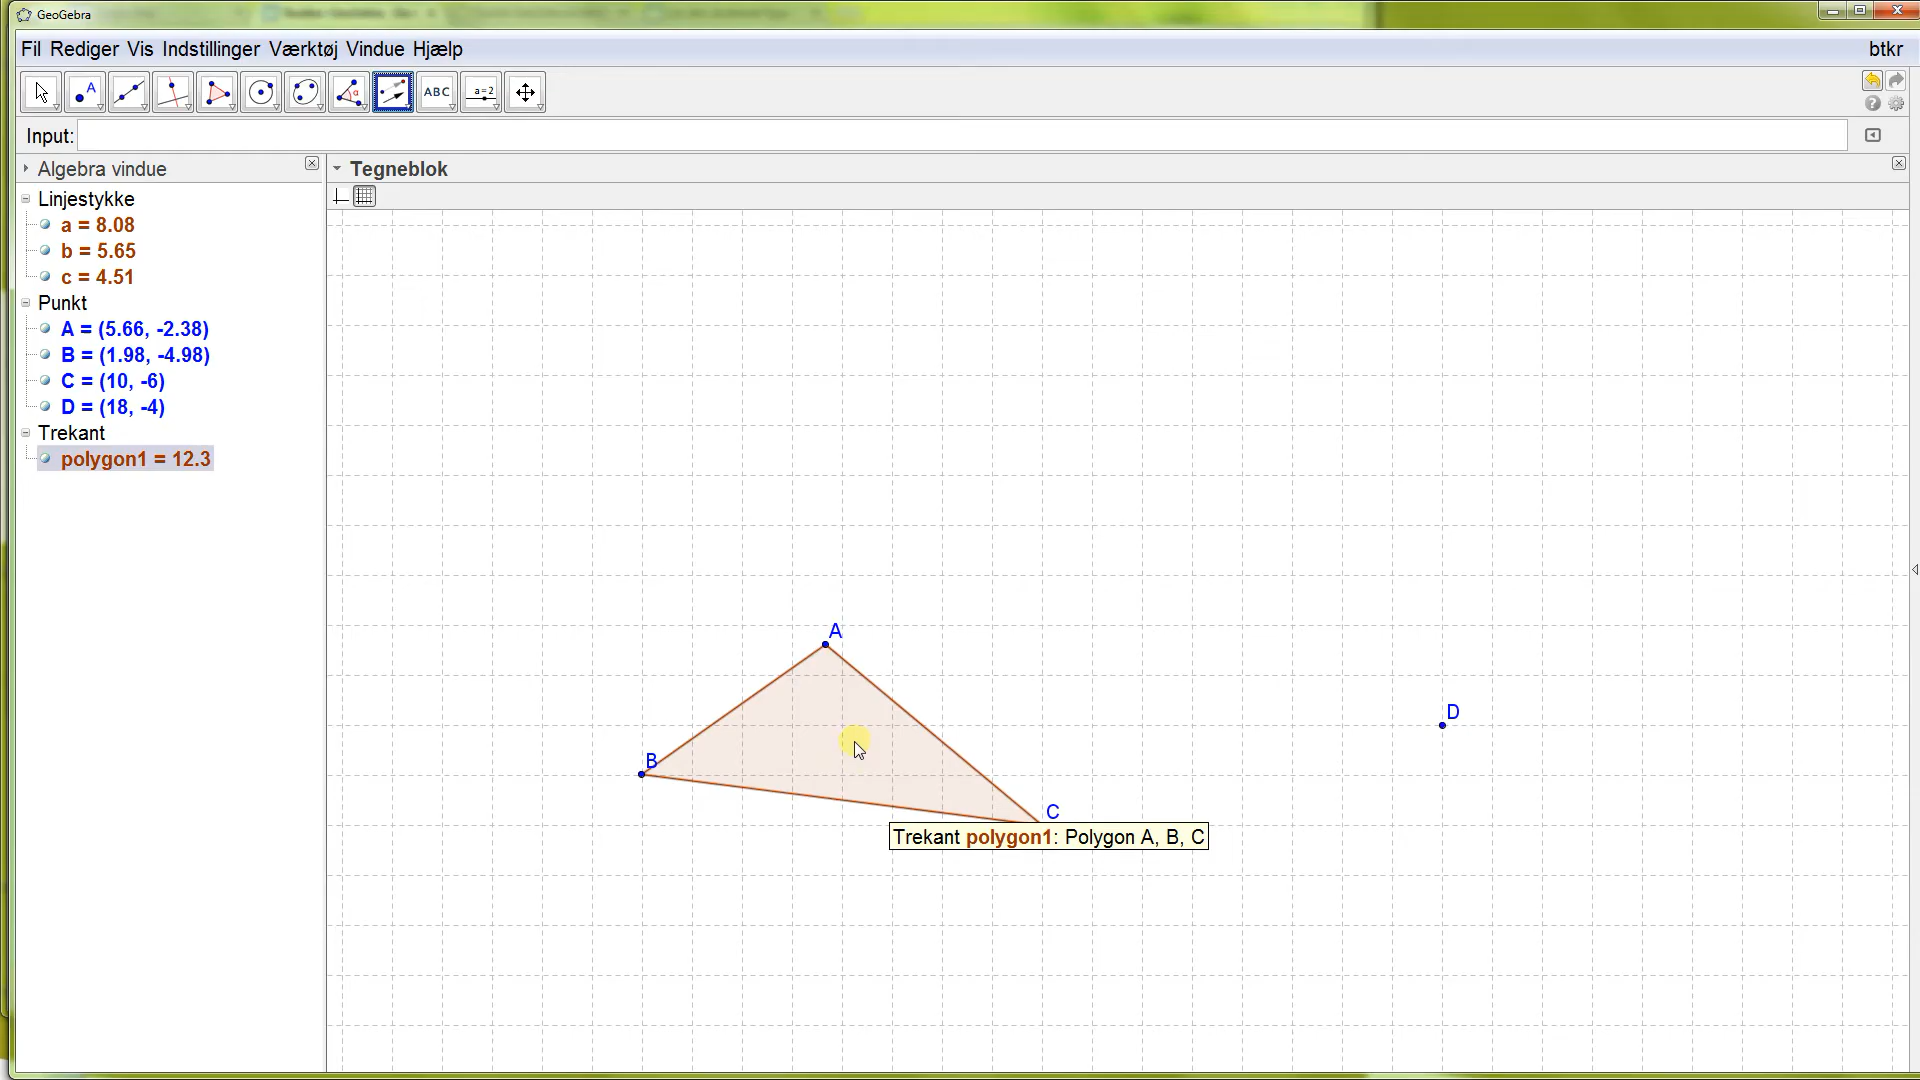 GeoGebra
Fil Rediger Vis Indstillinger Værktøj Vindue Hjælp
btkr
A
α
ABC
a=2
Input:
Algebra vindue
Tegneblok
Linjestykke
a = 8.08
b = 5.65
c = 4.51
Punkt
A = (5.66, -2.38)
B = (1.98, -4.98)
C = (10, -6)
D = (18, -4)
Trekant
polygon1 = 12.3
A
D
B
C
Trekant polygon1: Polygon A, B, C